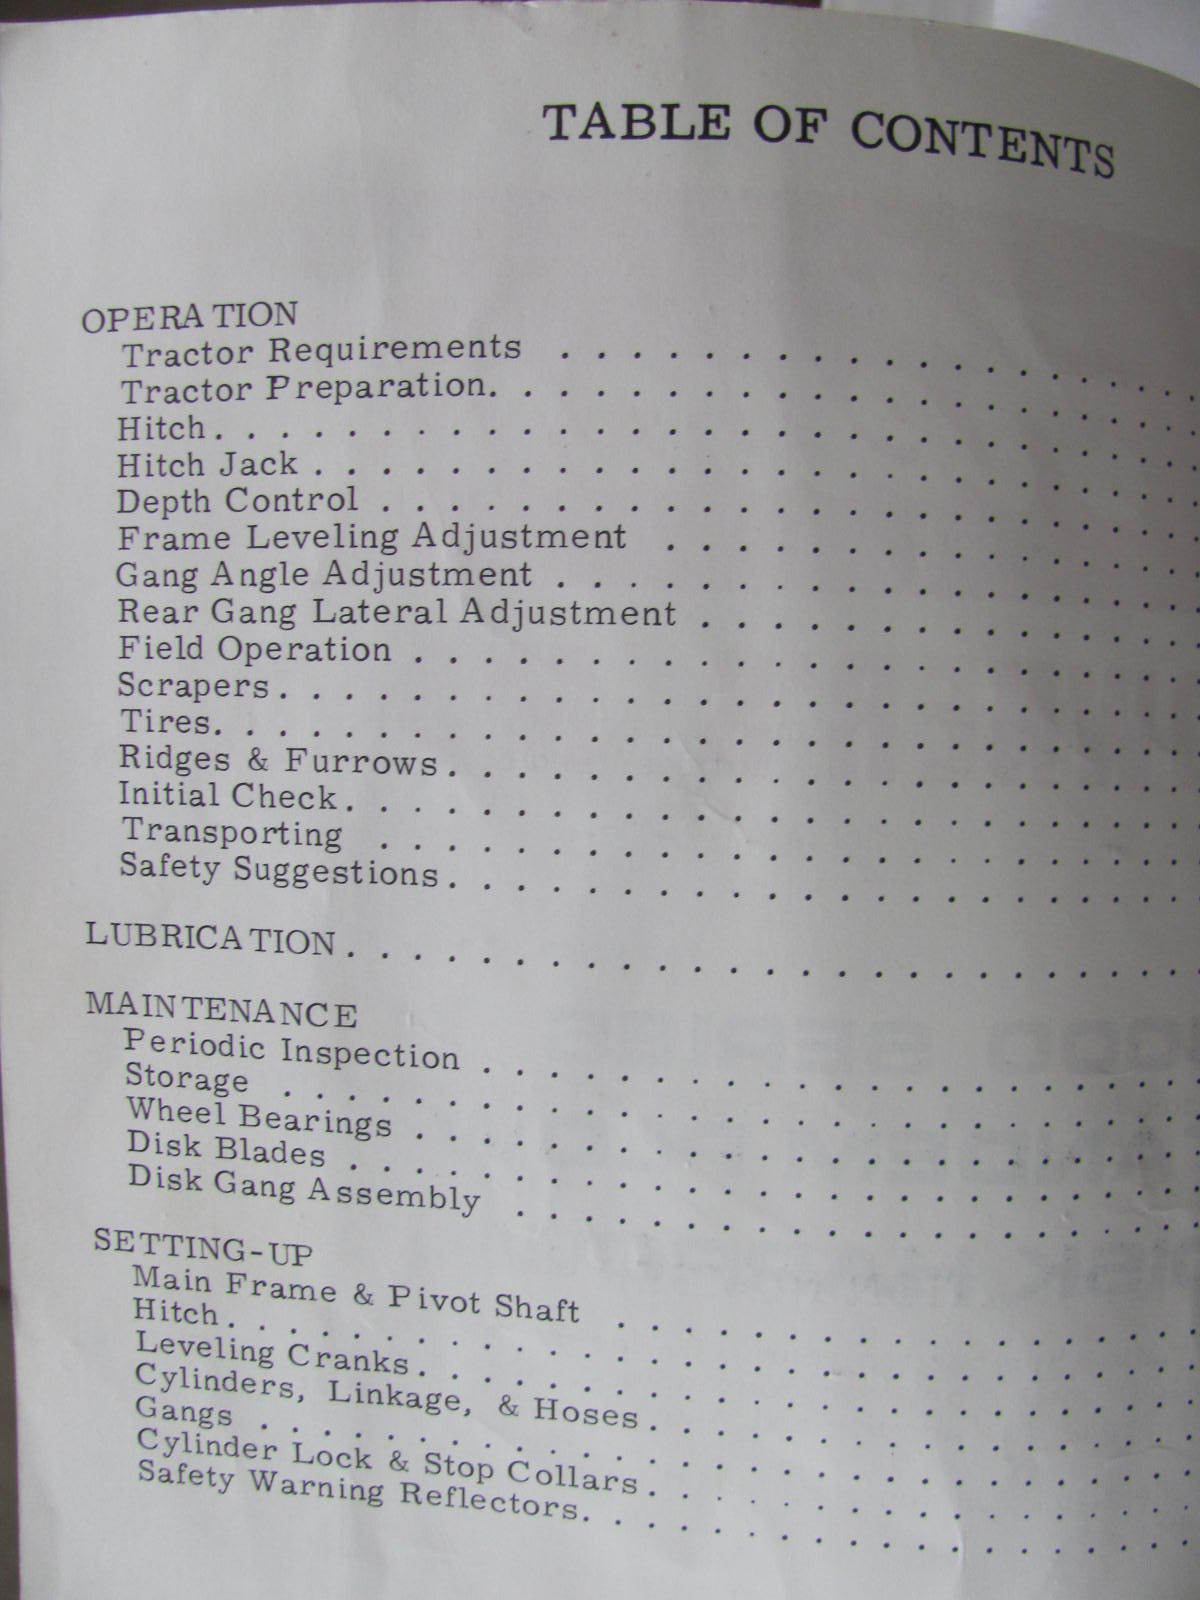 TABLE OF CONTENTS
OPERATION
Tractor Requirements . . . . . . . . . . . . . . . . . .
Tractor Preparation. . . . . . . . . . . . . . . . . . . .
Hitch. . . . . . . . . . . . . . . . . . . . . . . . . . . .
Hitch Jack . . . . . . . . . . . . . . . . . . . . . . . . .
Depth Control . . . . . . . . . . . . . . . . . . . . . . .
Frame Leveling Adjustment . . . . . . . . . . . . . . .
Gang Angle Adjustment . . . . . . . . . . . . . . . . . .
Rear Gang Lateral Adjustment . . . . . . . . . . . . . .
Field Operation . . . . . . . . . . . . . . . . . . . . . .
Scrapers. . . . . . . . . . . . . . . . . . . . . . . . . .
Tires. . . . . . . . . . . . . . . . . . . . . . . . . . . .
Ridges & Furrows. . . . . . . . . . . . . . . . . . . . .
Initial Check. . . . . . . . . . . . . . . . . . . . . . . .
Transporting . . . . . . . . . . . . . . . . . . . . . . .
Safety Suggestions. . . . . . . . . . . . . . . . . . . . .
LUBRICATION. . . . . . . . . . . . . . . . . . . . . . . .
MAINTENANCE
Periodic Inspection . . . . . . . . . . . . . . . . . . . .
Storage . . . . . . . . . . . . . . . . . . . . . . . . . .
Wheel Bearings . . . . . . . . . . . . . . . . . . . . . .
Disk Blades . . . . . . . . . . . . . . . . . . . . . . . .
Disk Gang Assembly . . . . . . . . . . . . . . . . . . .
SETTING-UP
Main Frame & Pivot Shaft . . . . . . . . . . . . . . . .
Hitch. . . . . . . . . . . . . . . . . . . . . . . . . . . .
Leveling Cranks. . . . . . . . . . . . . . . . . . . . . .
Cylinders, Linkage, & Hoses. . . . . . . . . . . . . . .
Gangs . . . . . . . . . . . . . . . . . . . . . . . . . . .
Cylinder Lock & Stop Collars. . . . . . . . . . . . . . .
Safety Warning Reflectors. . . . . . . . . . . . . . . . .